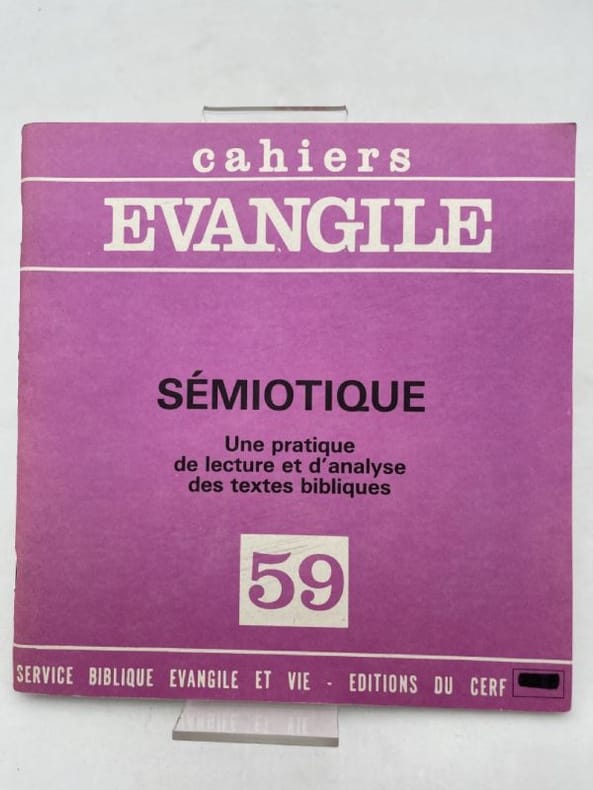 cahiers
EVANGILE
SÉMIOTIQUE
Une pratique
de lecture et d'analyse
des textes bibliques
59
SERVICE BIBLIQUE EVANGILE ET VIE - EDITIONS DU CERF